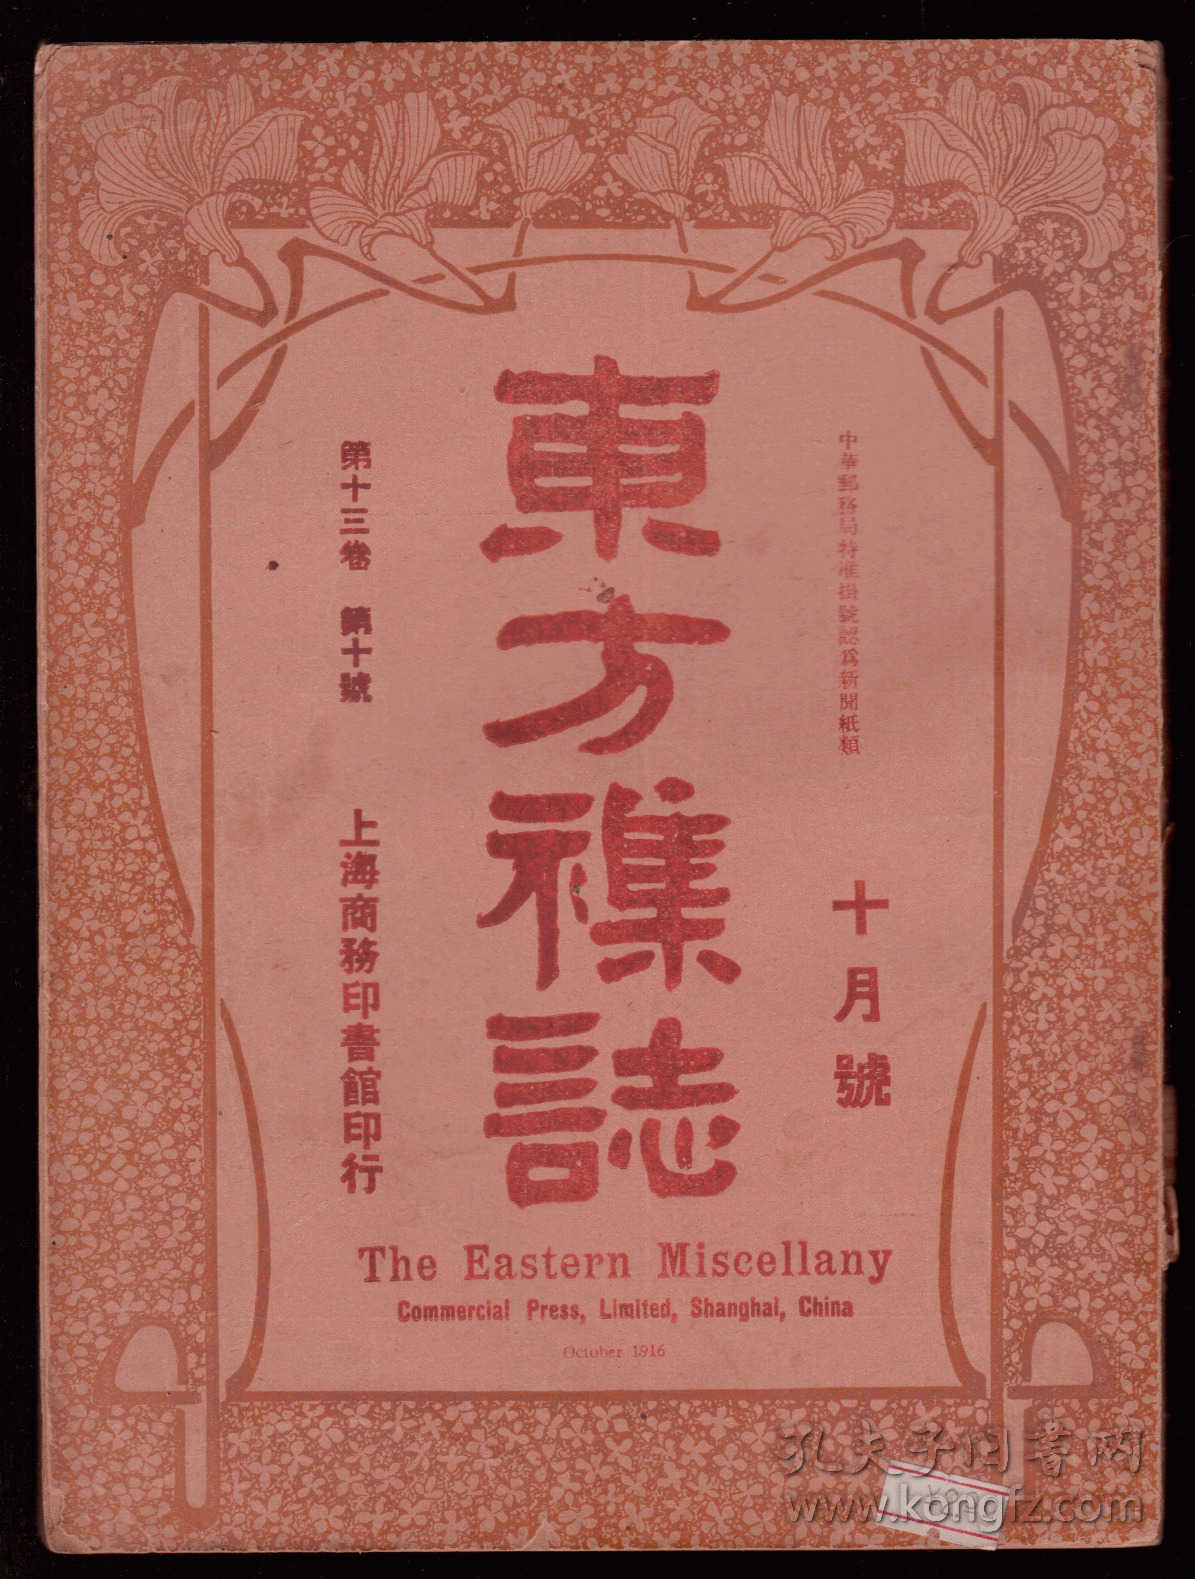 中華郵務局特准掛號認爲新聞紙類
十月號
東方襍誌
第十三卷 第十號
上海商務印書館印行
The Eastern Miscellany
Commercial Press, Limited, Shanghai, China
October 1916
孔夫子旧书网
www.kongfz.com